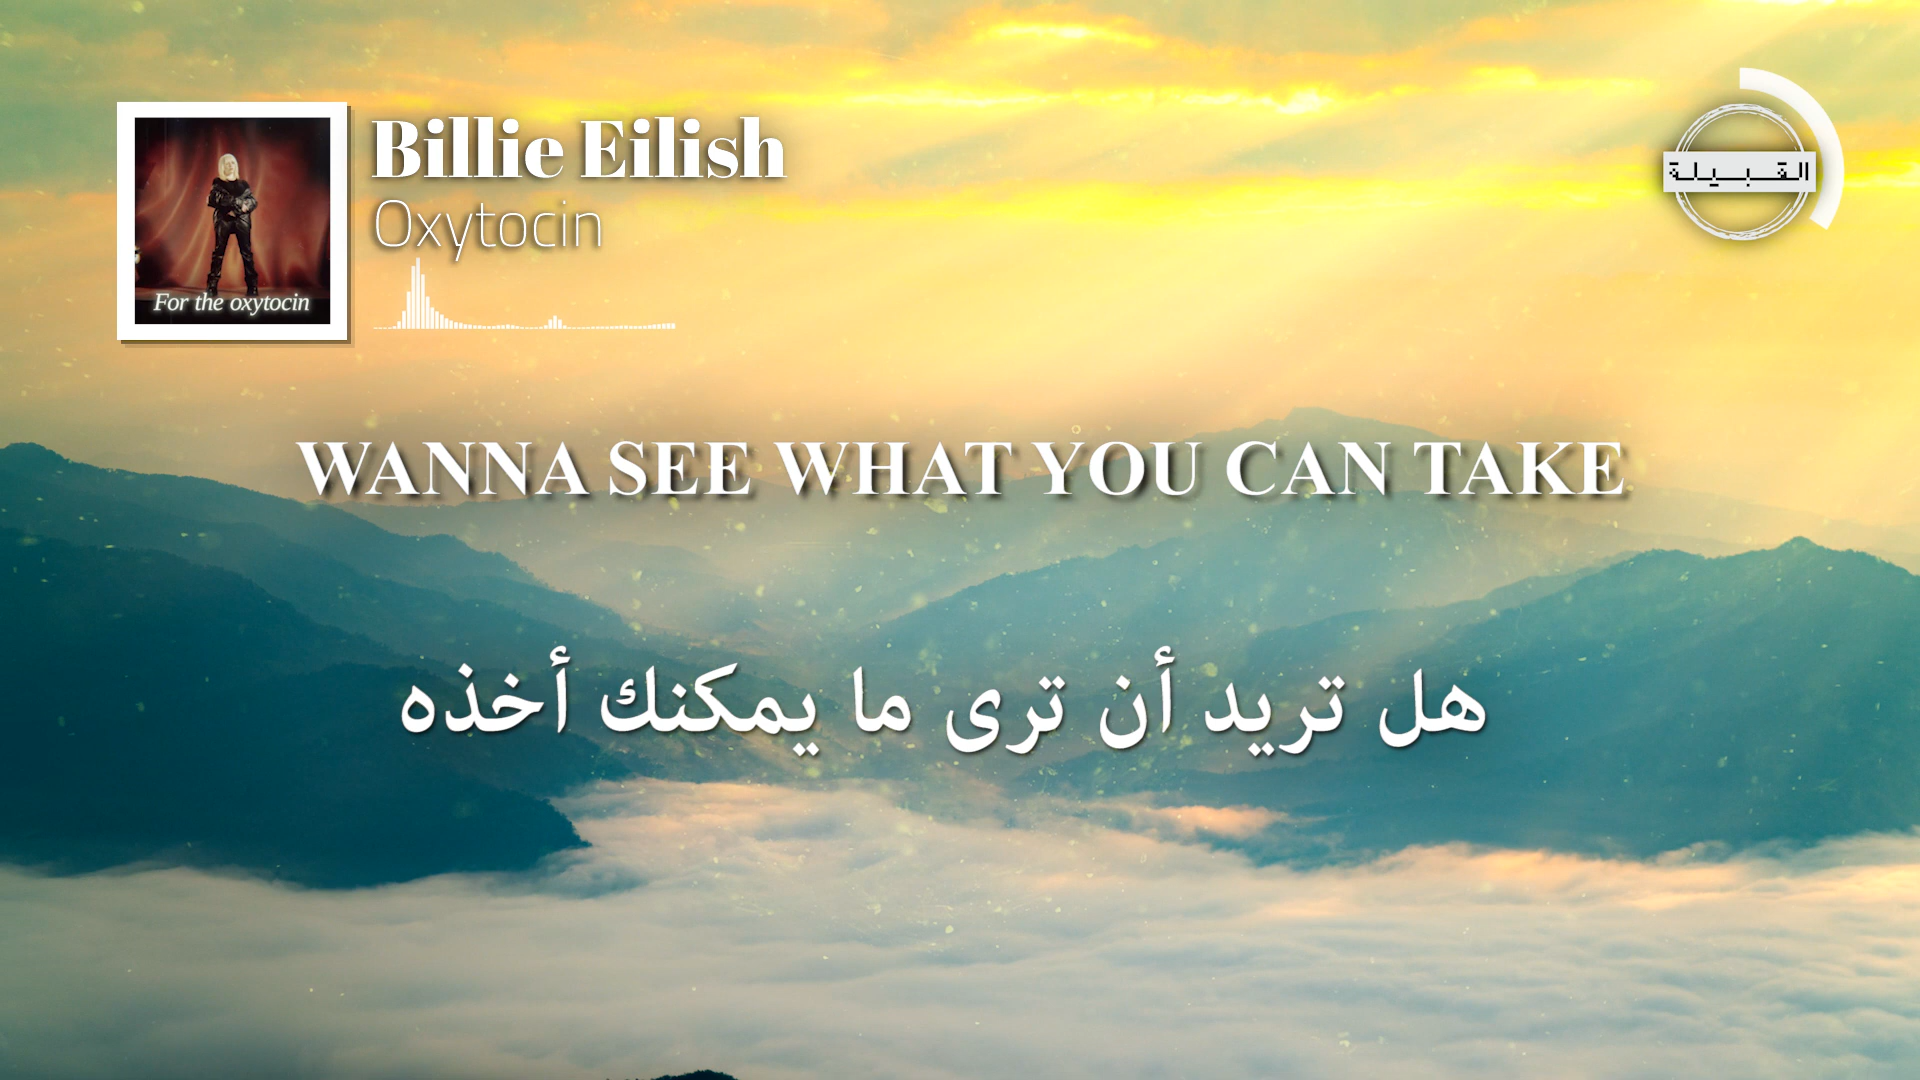 Billie Eilish
Oxytocin
For the oxytocin
القبيلة
WANNA SEE WHAT YOU CAN TAKE
هل تريد أن ترى ما يمكنك أخذه